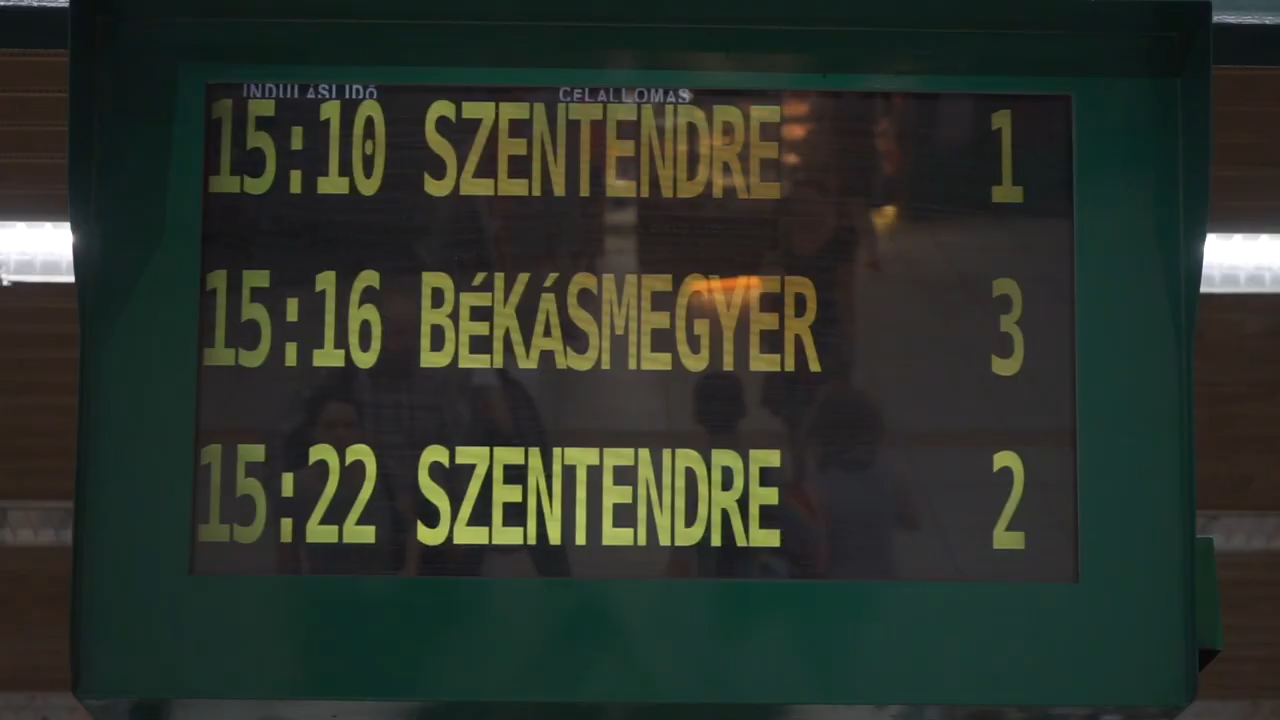 INDULÁSI IDŐ CÉLÁLLOMÁS
15:10 SZENTENDRE 1
15:16 BÉKÁSMEGYER 3
15:22 SZENTENDRE 2